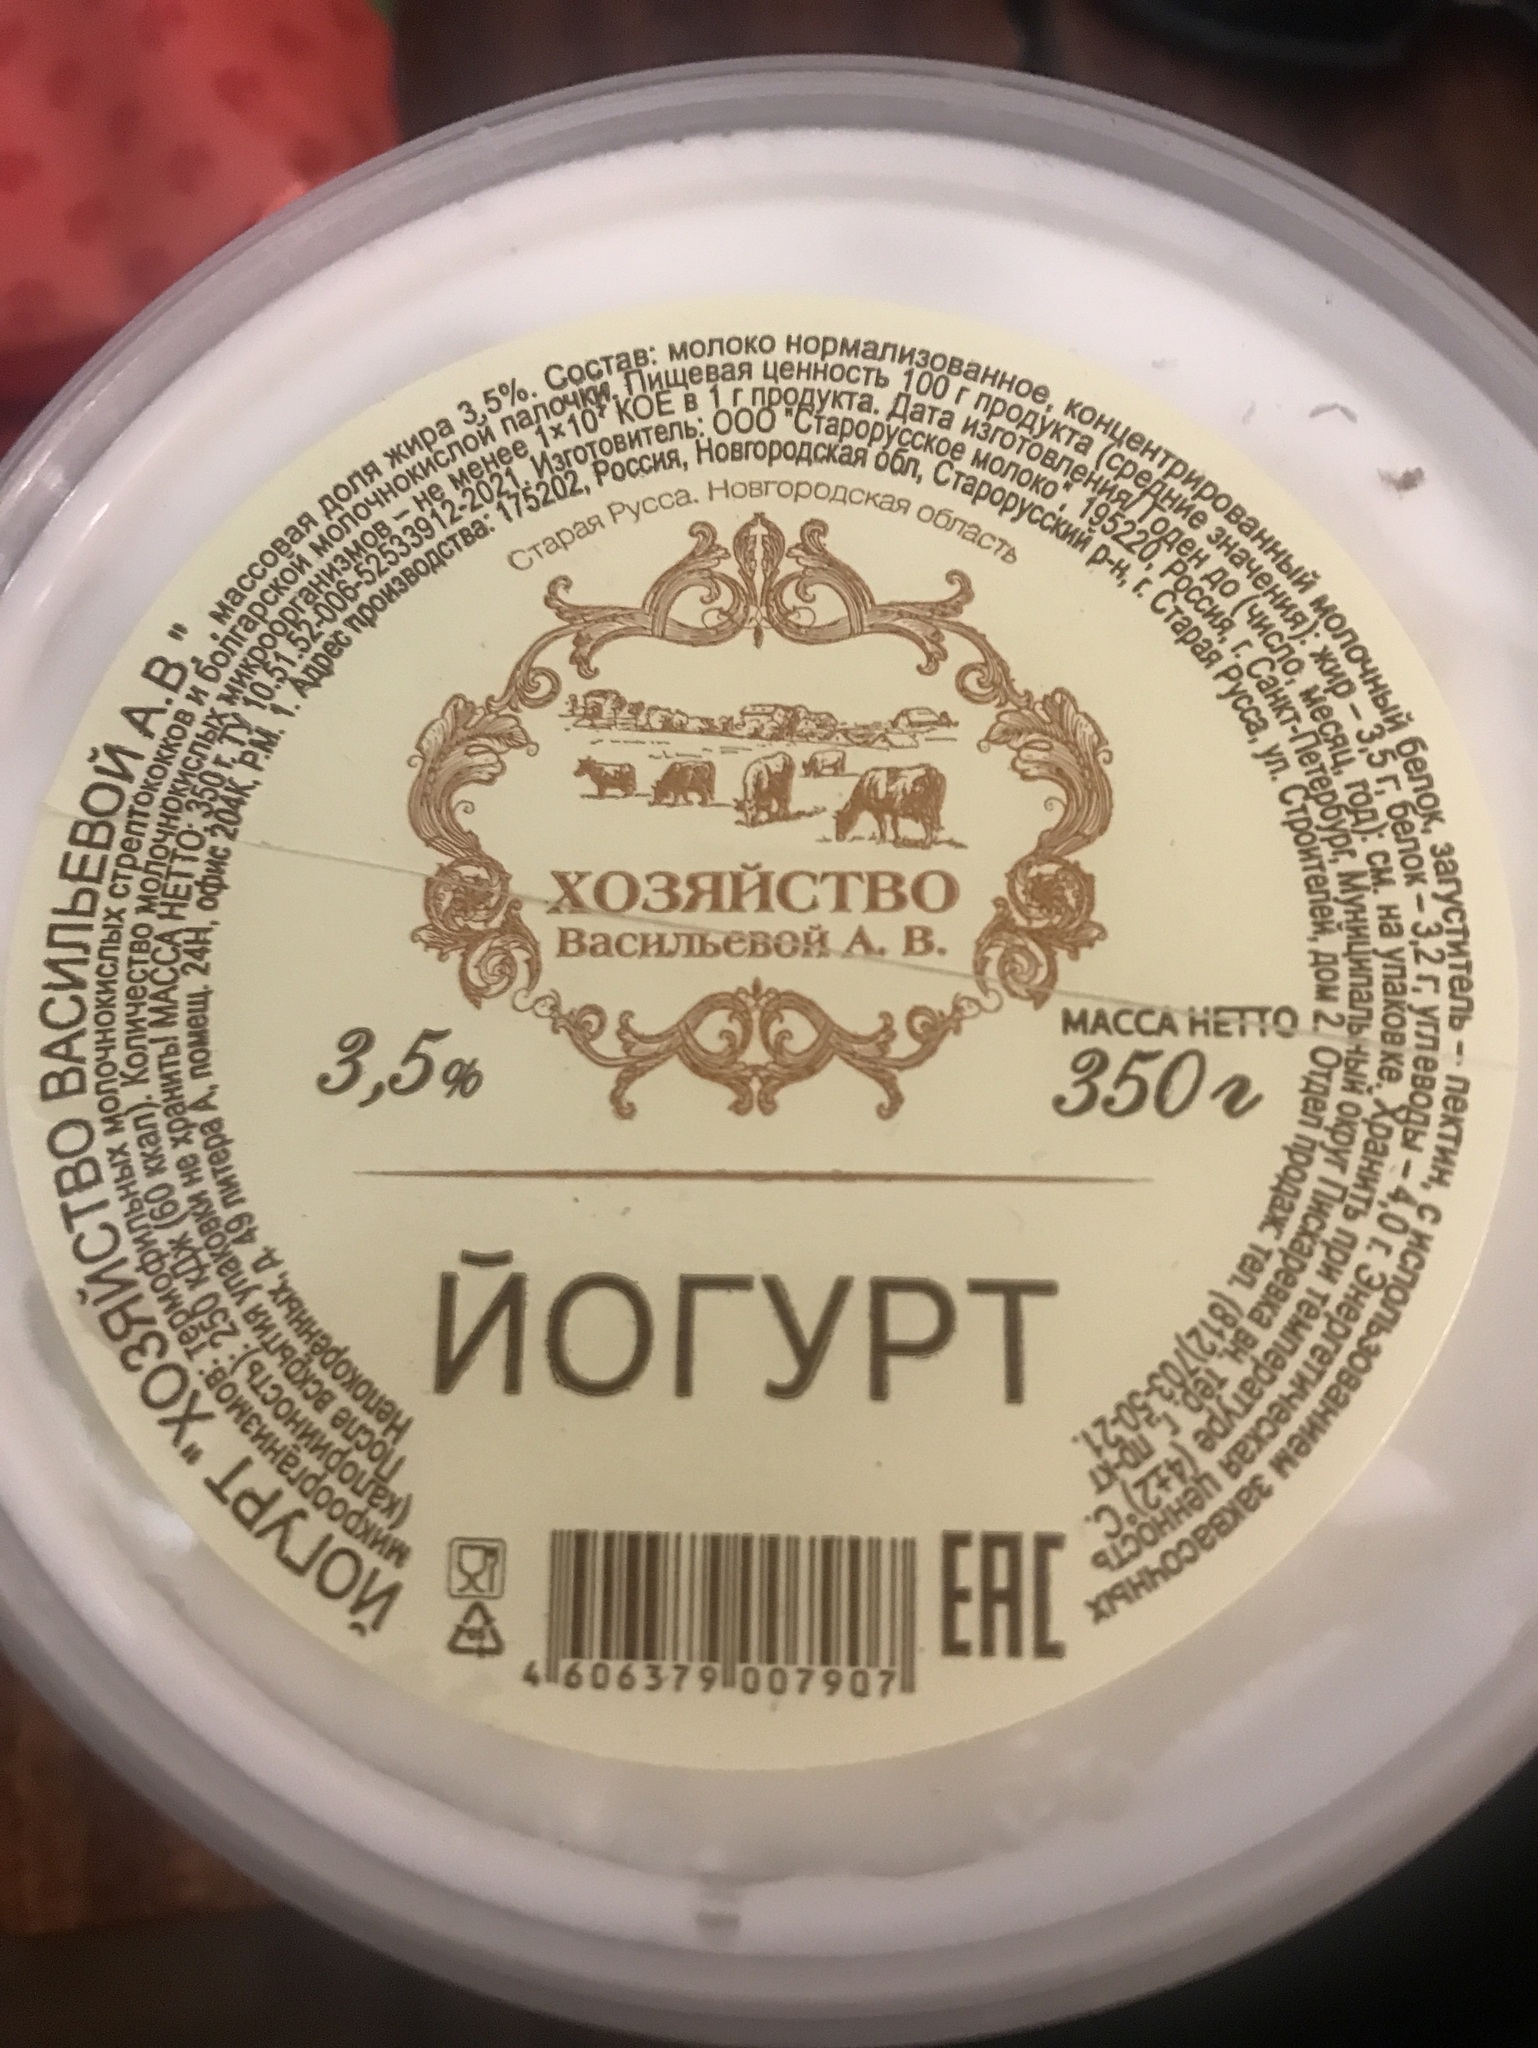 ЙОГУРТ "ХОЗЯЙСТВО ВАСИЛЬЕВОЙ А.В.", массовая доля жира 3,5%. Состав: молоко нормализованное, концентрированный молочный белок, загуститель – пектин, с использованием заквасочных
микроорганизмов: термофильных молочнокислых стрептококков и болгарской молочнокислой палочки. Пищевая ценность 100 г продукта (средние значения): жир – 3,5 г, белок – 3,2 г, углеводы – 4,0 г. Энергетическая ценность
(калорийность): 250 кДж (60 ккал). Количество молочнокислых микроорганизмов – не менее 1×10⁷ КОЕ в 1 г продукта. Дата изготовления/Годен до (число, месяц, год): см. на упаковке. Хранить при температуре (4±2)°С.
После вскрытия упаковки не хранить! МАССА НЕТТО: 350 г. ТУ 10.51.52-006-52533912-2021. Изготовитель: ООО "Старорусское молоко", 195220, Россия, г. Санкт-Петербург, Муниципальный округ Пискаревка вн. тер. г., пр-кт
Непокорённых, д. 49 литера А, помещ. 24Н, офис 204К, Р.М. 1. Адрес производства: 175202, Россия, Новгородская обл, Старорусский р-н, г. Старая Русса, ул. Строителей, дом 2. Отдел продаж: тел. (812)703-50-21.
Старая Русса. Новгородская область
ХОЗЯЙСТВО
Васильевой А. В.
3,5%
МАССА НЕТТО
350 г
ЙОГУРТ
EAC
4 606379 007907